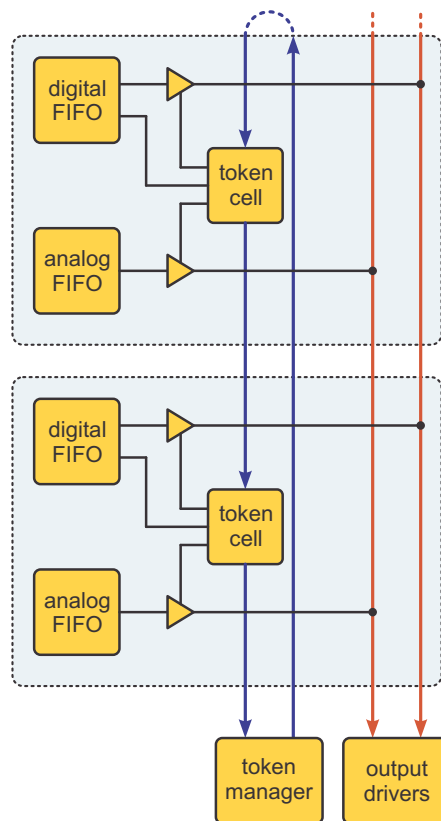 digital
FIFO
token
cell
analog
FIFO
digital
FIFO
token
cell
analog
FIFO
token
manager
output
drivers